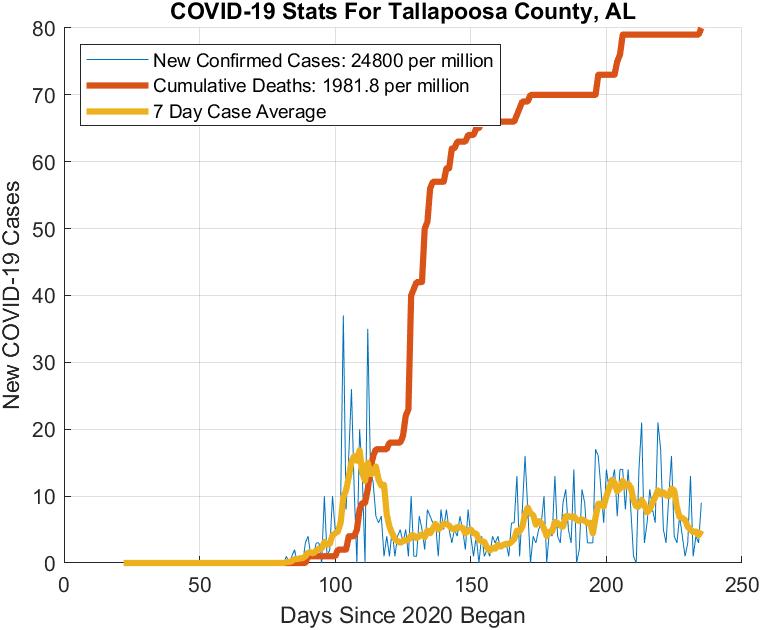 COVID-19 Stats For Tallapoosa County, AL
New Confirmed Cases: 24800 per million
Cumulative Deaths: 1981.8 per million
7 Day Case Average
New COVID-19 Cases
80
70
60
50
40
30
20
10
0
0 50 100 150 200 250
Days Since 2020 Began